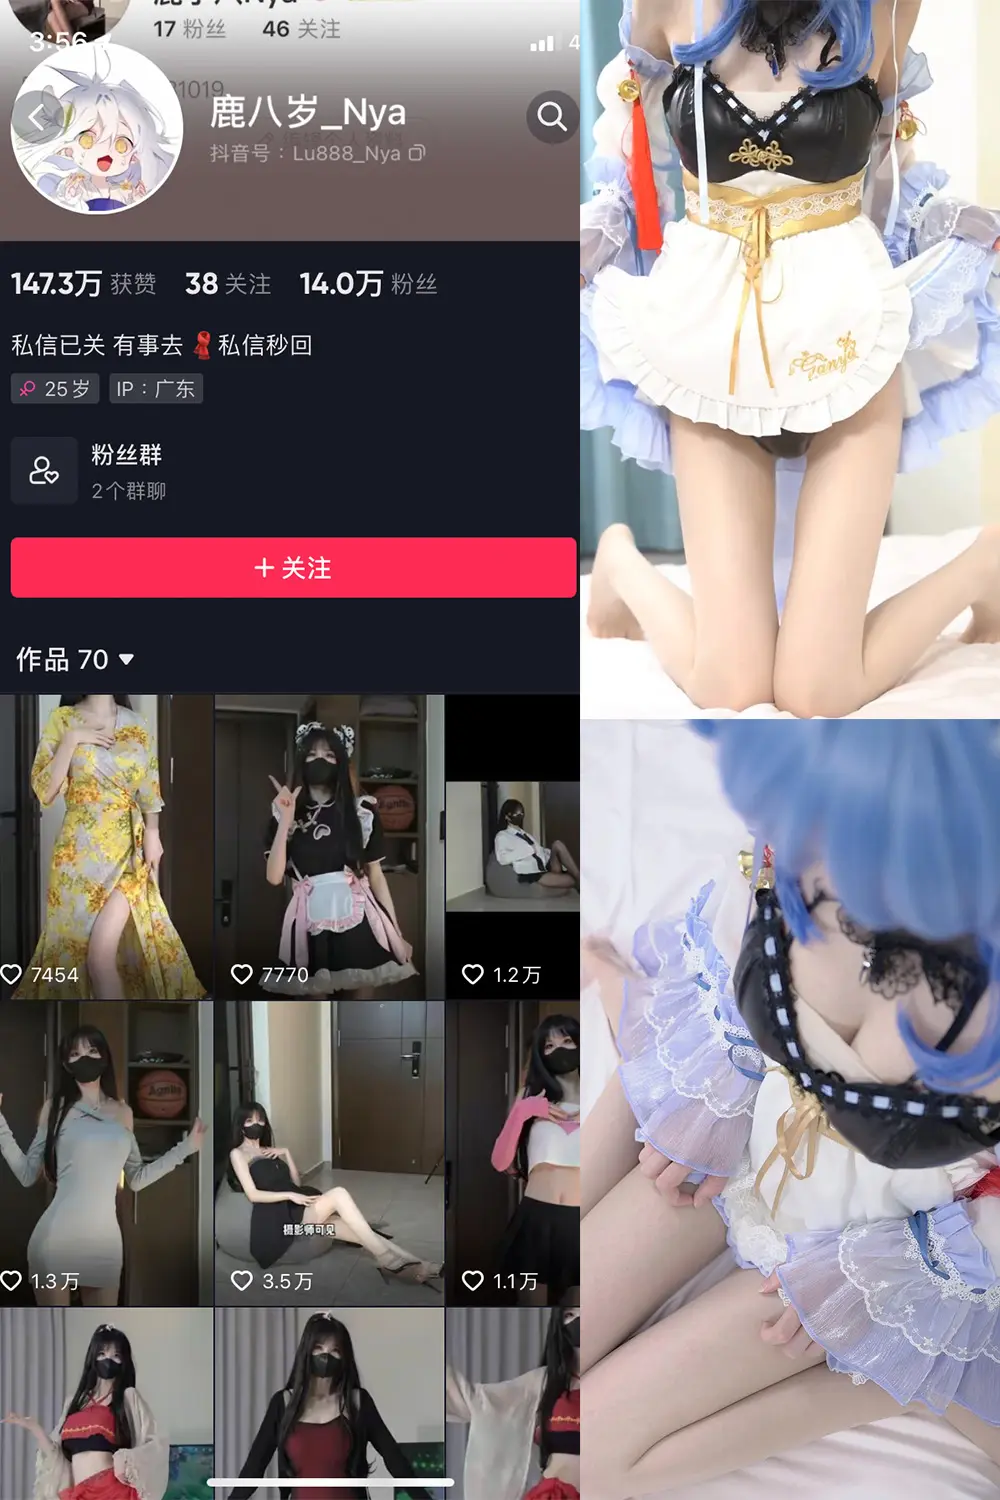 17 粉丝 46 关注
3:56
4
31019
鹿八岁_Nya
抖音号：Lu888_Nya
147.3万 获赞 38 关注 14.0万 粉丝
私信已关 有事去 私信秒回
25岁 IP：广东
粉丝群
2个群聊
+ 关注
作品 70
7454 7770 1.2万
Agnite
摄影师可见
1.3万 3.5万 1.1万
Ganyu